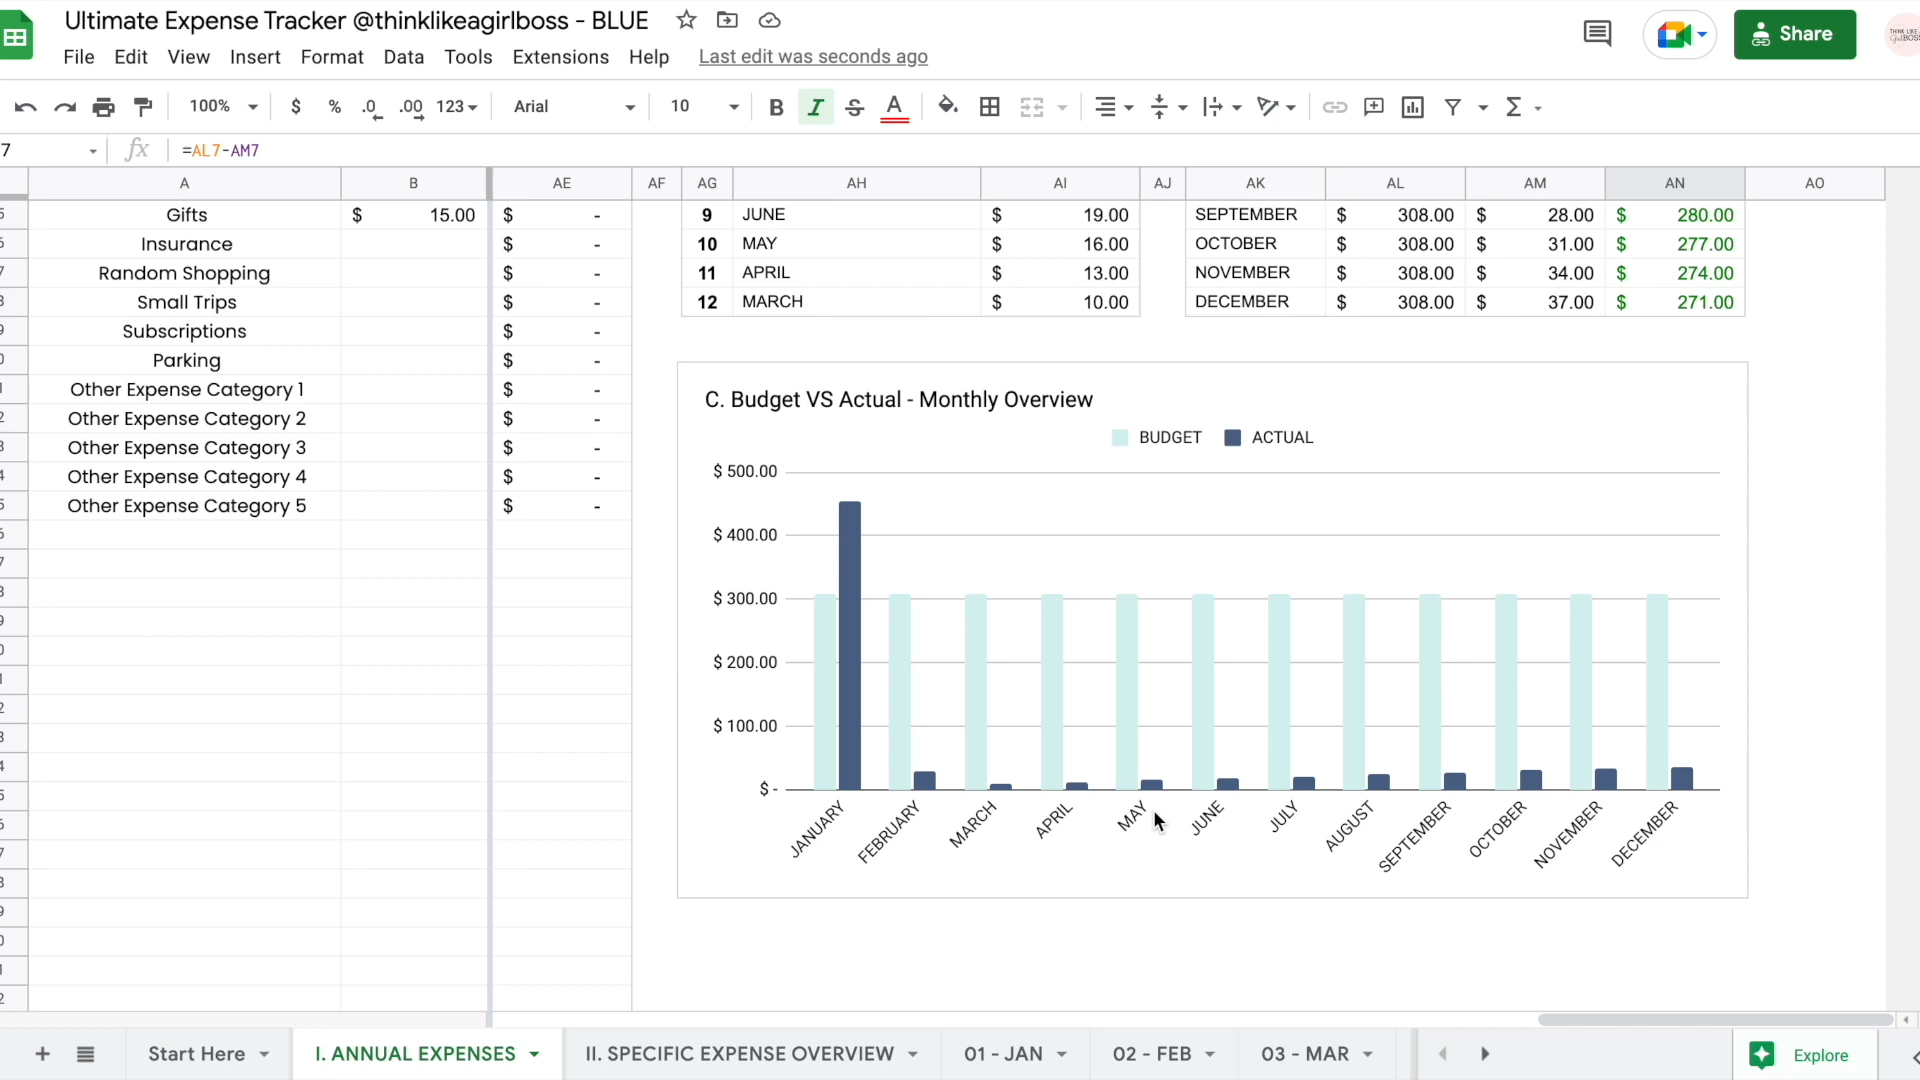 Ultimate Expense Tracker @thinklikeagirlboss - BLUE
Share
File Edit View Insert Format Data Tools Extensions Help Last edit was seconds ago
100% $ % .0 .00 123 Arial 10 B I S A Σ
7 fx =AL7-AM7
A B AE AF AG AH AI AJ AK AL AM AN AO
Gifts $ 15.00 $ - 9 JUNE $ 19.00 SEPTEMBER $ 308.00 $ 28.00 $ 280.00
Insurance $ - 10 MAY $ 16.00 OCTOBER $ 308.00 $ 31.00 $ 277.00
Random Shopping $ - 11 APRIL $ 13.00 NOVEMBER $ 308.00 $ 34.00 $ 274.00
Small Trips $ - 12 MARCH $ 10.00 DECEMBER $ 308.00 $ 37.00 $ 271.00
Subscriptions $ -
Parking $ -
Other Expense Category 1 $ -
Other Expense Category 2 $ -
Other Expense Category 3 $ -
Other Expense Category 4 $ -
Other Expense Category 5 $ -
C. Budget VS Actual - Monthly Overview
BUDGET ACTUAL
$ 500.00
$ 400.00
$ 300.00
$ 200.00
$ 100.00
$ -
JANUARY FEBRUARY MARCH APRIL MAY JUNE JULY AUGUST SEPTEMBER OCTOBER NOVEMBER DECEMBER
Start Here I. ANNUAL EXPENSES II. SPECIFIC EXPENSE OVERVIEW 01 - JAN 02 - FEB 03 - MAR Explore